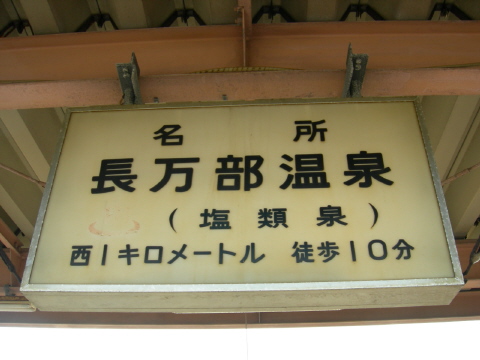 名所
長万部温泉
(塩類泉)
西1キロメートル 徒歩10分